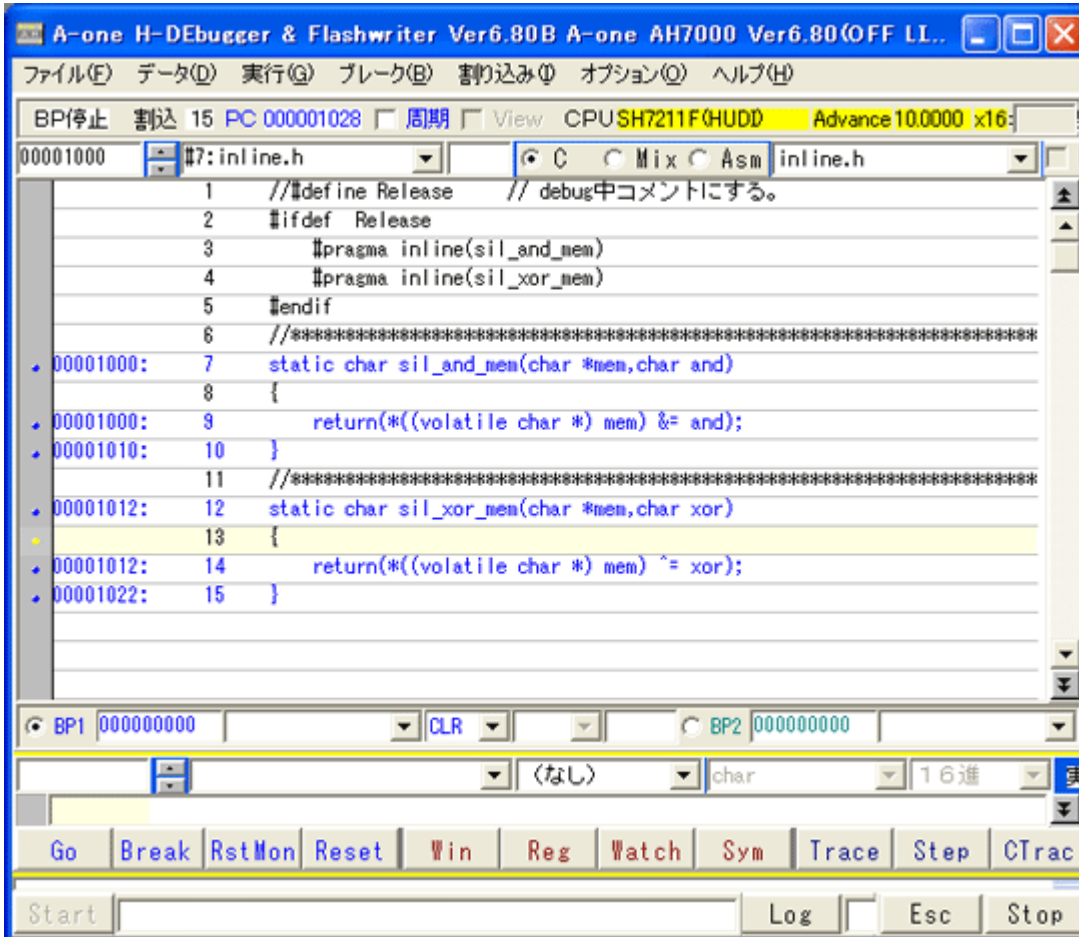 A-one H-DEbugger & Flashwriter Ver6.80B A-one AH7000 Ver6.80(OFF LI..
ファイル(F) データ(D) 実行(G) ブレーク(B) 割り込み(I) オプション(O) ヘルプ(H)
BP停止 割込 15 PC 000001028 周期 View CPU SH7211F(HUDI) Advance 10.0000 x16:
00001000 #7:inline.h C Mix Asm inline.h
1 //#define Release // debug中コメントにする。
2 #ifdef Release
3 #pragma inline(sil_and_mem)
4 #pragma inline(sil_xor_mem)
5 #endif
6 //**********************************************************************
00001000: 7 static char sil_and_mem(char *mem,char and)
8 {
00001000: 9 return(*((volatile char *) mem) &= and);
00001010: 10 }
11 //**********************************************************************
00001012: 12 static char sil_xor_mem(char *mem,char xor)
13 {
00001012: 14 return(*((volatile char *) mem) ^= xor);
00001022: 15 }
BP1 000000000 CLR BP2 000000000
(なし) char 16進
Go Break RstMon Reset Win Reg Watch Sym Trace Step CTrac
Start Log Esc Stop